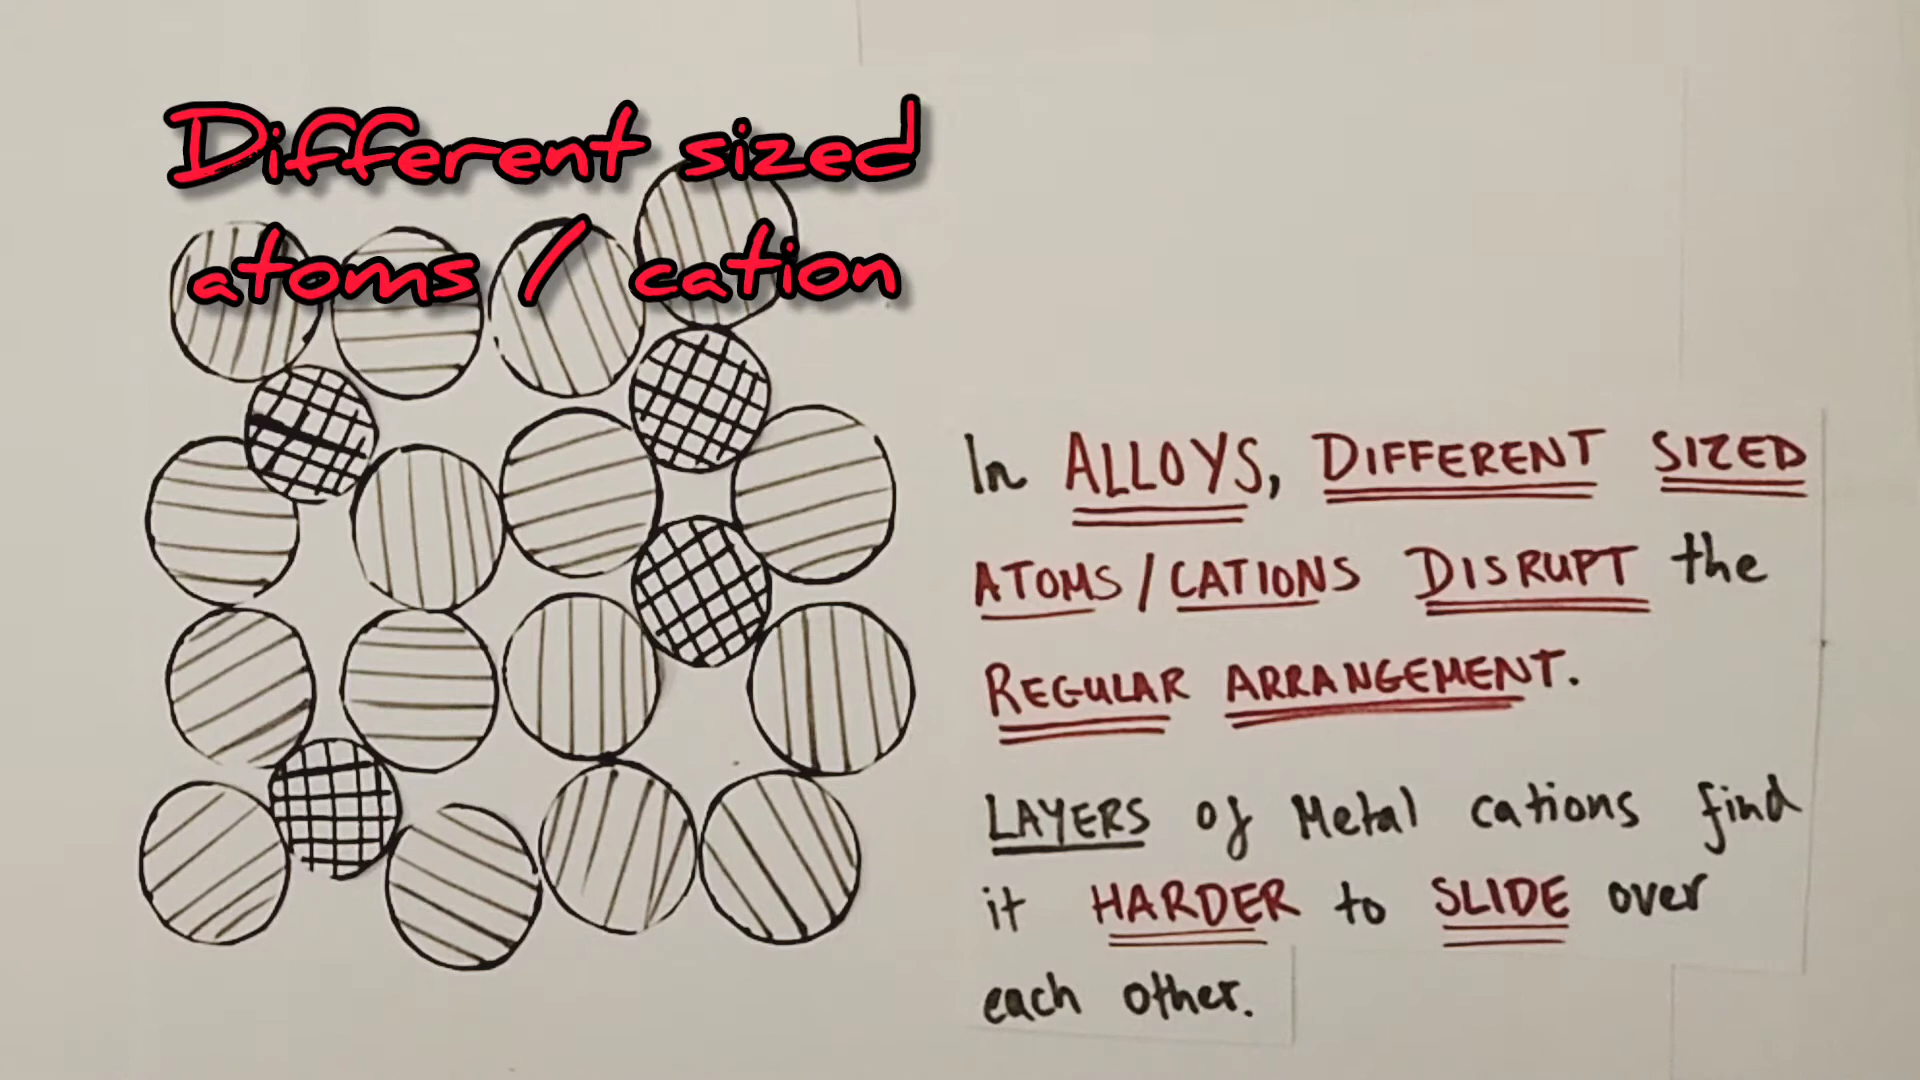 Different sized
atoms / cation
In ALLOYS, DIFFERENT SIZED
ATOMS/CATIONS DISRUPT the
REGULAR ARRANGEMENT.
LAYERS of Metal cations find
it HARDER to SLIDE over
each other.